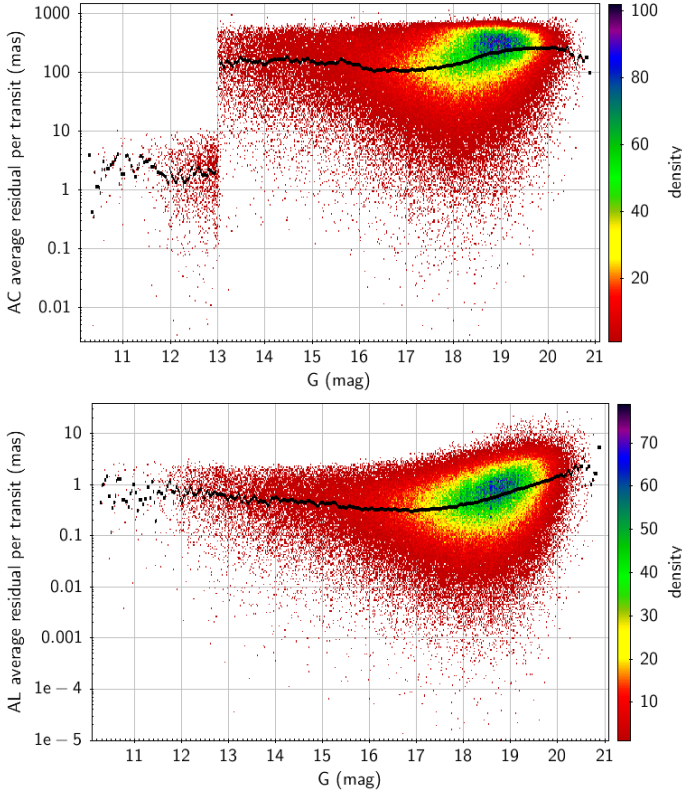 1000
100
10
1
0.1
0.01
AC average residual per transit (mas)
11 12 13 14 15 16 17 18 19 20 21
G (mag)
100
80
60
40
20
density
10
1
0.1
0.01
0.001
1e − 4
1e − 5
AL average residual per transit (mas)
11 12 13 14 15 16 17 18 19 20 21
G (mag)
70
60
50
40
30
20
10
density